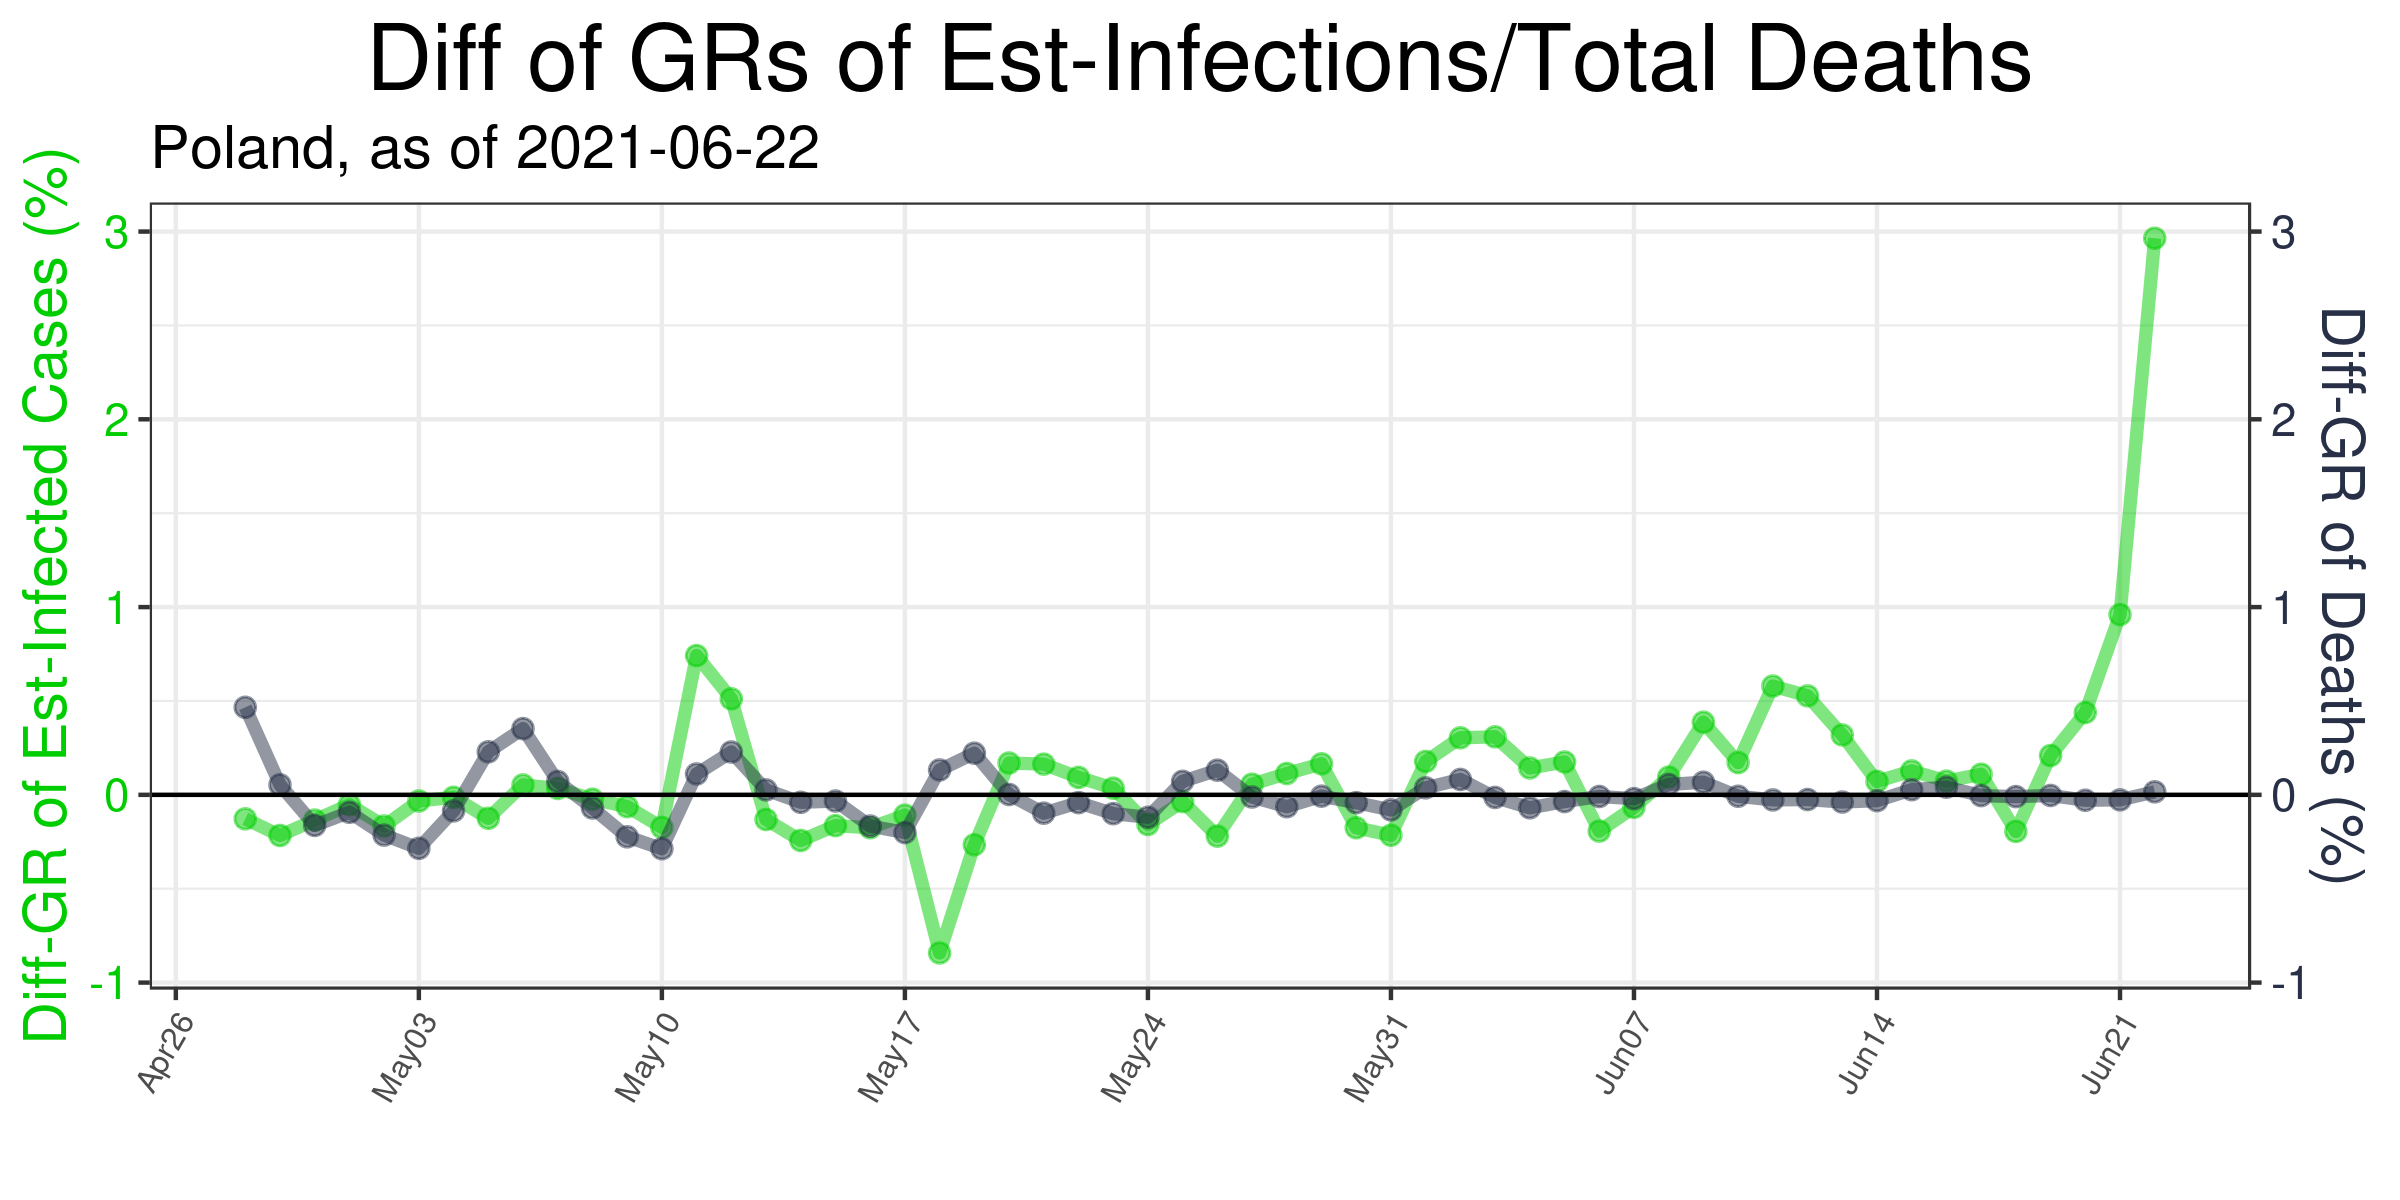 Diff of GRs of Est-Infections/Total Deaths
Poland, as of 2021-06-22
Diff-GR of Est-Infected Cases (%)
3
2
1
0
-1
3
2
1
0
-1
Diff-GR of Deaths (%)
Apr26
May03
May10
May17
May24
May31
Jun07
Jun14
Jun21